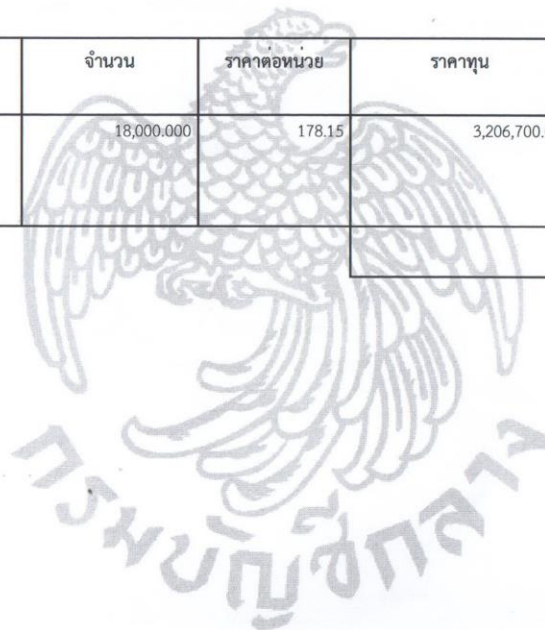 จำนวน ราคาต่อหน่วย ราคาทุน
18,000.000 178.15 3,206,700.
กรมบัญชีกลาง